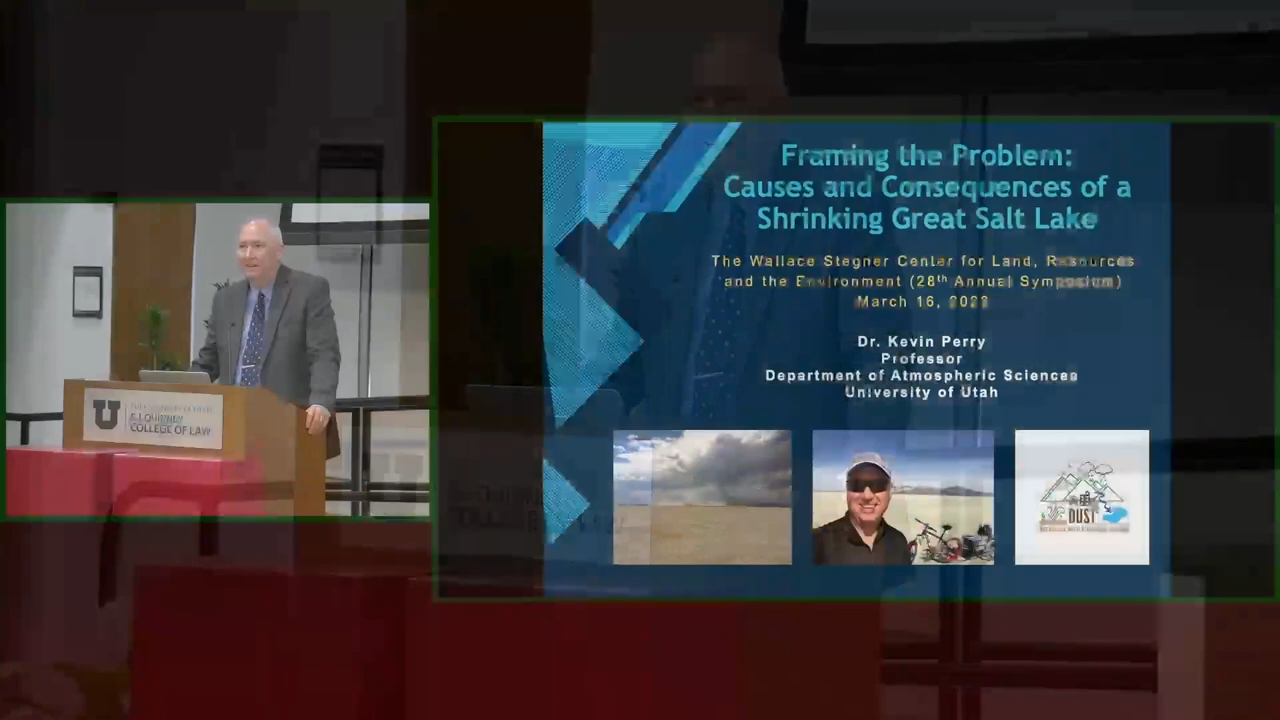 U
S.J. QUINNEY
COLLEGE OF LAW
Framing the Problem:
Causes and Consequences of a
Shrinking Great Salt Lake
The Wallace Stegner Center for Land, Resources
and the Environment (28th Annual Symposium)
March 16, 2023
Dr. Kevin Perry
Professor
Department of Atmospheric Sciences
University of Utah
DUST